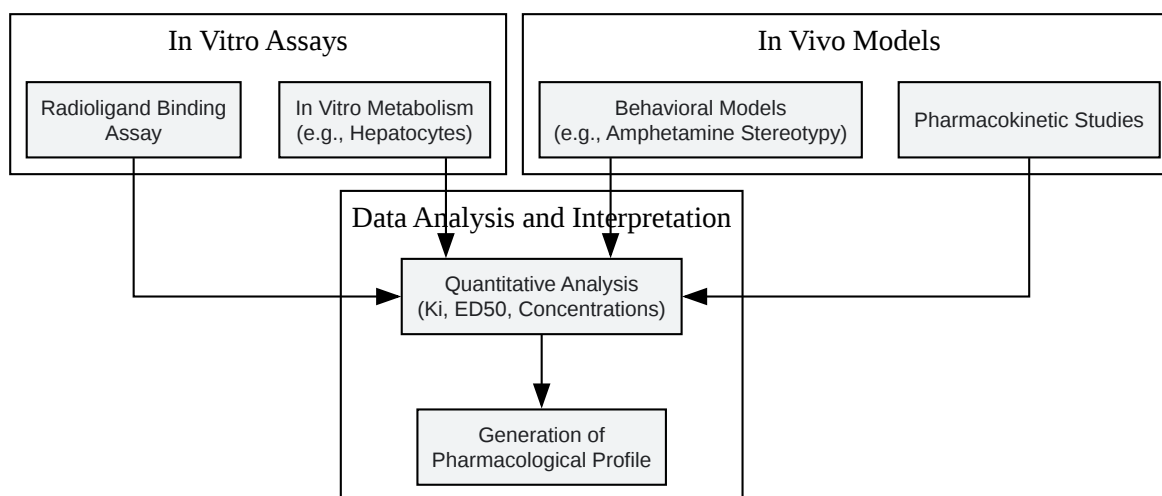 In Vitro Assays
Radioligand Binding
Assay
In Vitro Metabolism
(e.g., Hepatocytes)
In Vivo Models
Behavioral Models
(e.g., Amphetamine Stereotypy)
Pharmacokinetic Studies
Data Analysis and Interpretation
Quantitative Analysis
(Ki, ED50, Concentrations)
Generation of
Pharmacological Profile